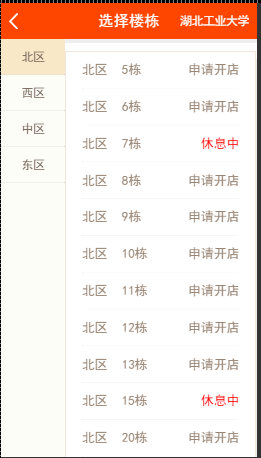 选择楼栋 湖北工业大学
北区
西区
中区
东区
北区 5栋 申请开店
北区 6栋 申请开店
北区 7栋 休息中
北区 8栋 申请开店
北区 9栋 申请开店
北区 10栋 申请开店
北区 11栋 申请开店
北区 12栋 申请开店
北区 13栋 申请开店
北区 15栋 休息中
北区 20栋 申请开店